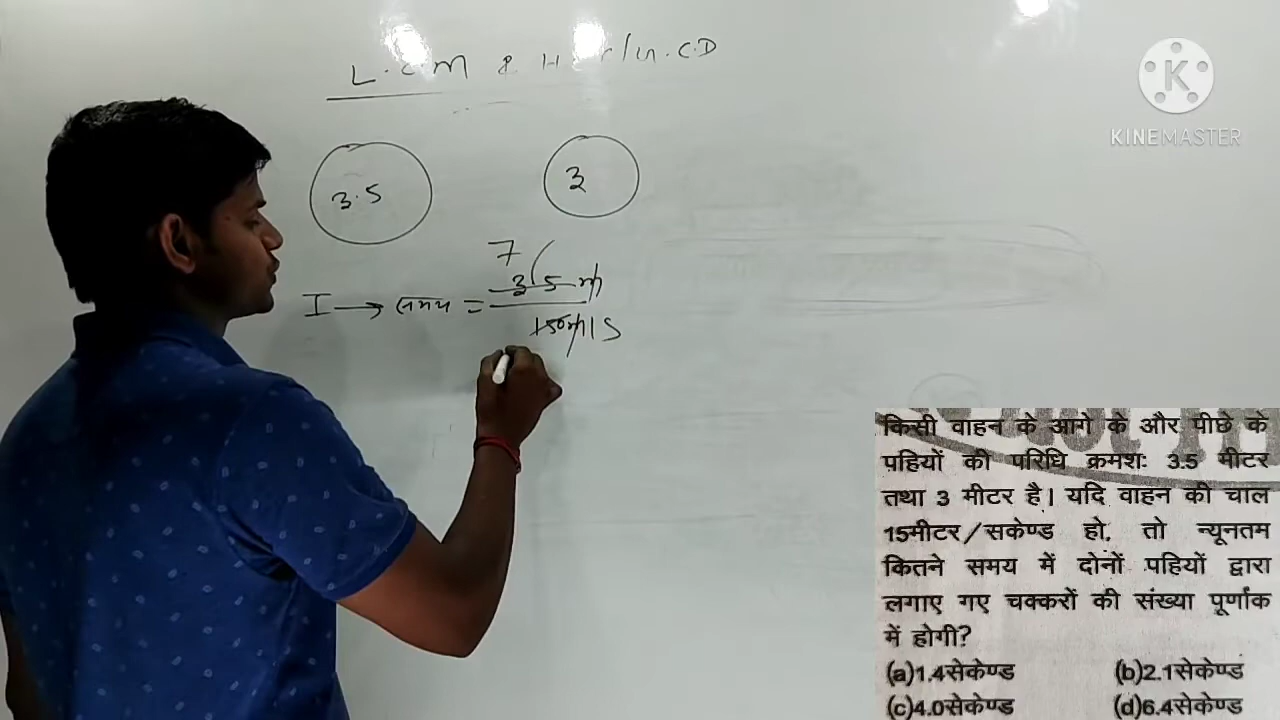 L.C.M & H
C.D
KINEMASTER
3.5
3
7
3.5 m
I → समय =
150m/s
किसी वाहन के आगे के और पीछे के
पहियों की परिधि क्रमशः 3.5 मीटर
तथा 3 मीटर है। यदि वाहन की चाल
15मीटर/सकेण्ड हो, तो न्यूनतम
कितने समय में दोनों पहियों द्वारा
लगाए गए चक्करों की संख्या पूर्णांक
में होगी?
(a)1.4सेकेण्ड (b)2.1सेकेण्ड
(c)4.0सेकेण्ड (d)6.4सेकेण्ड